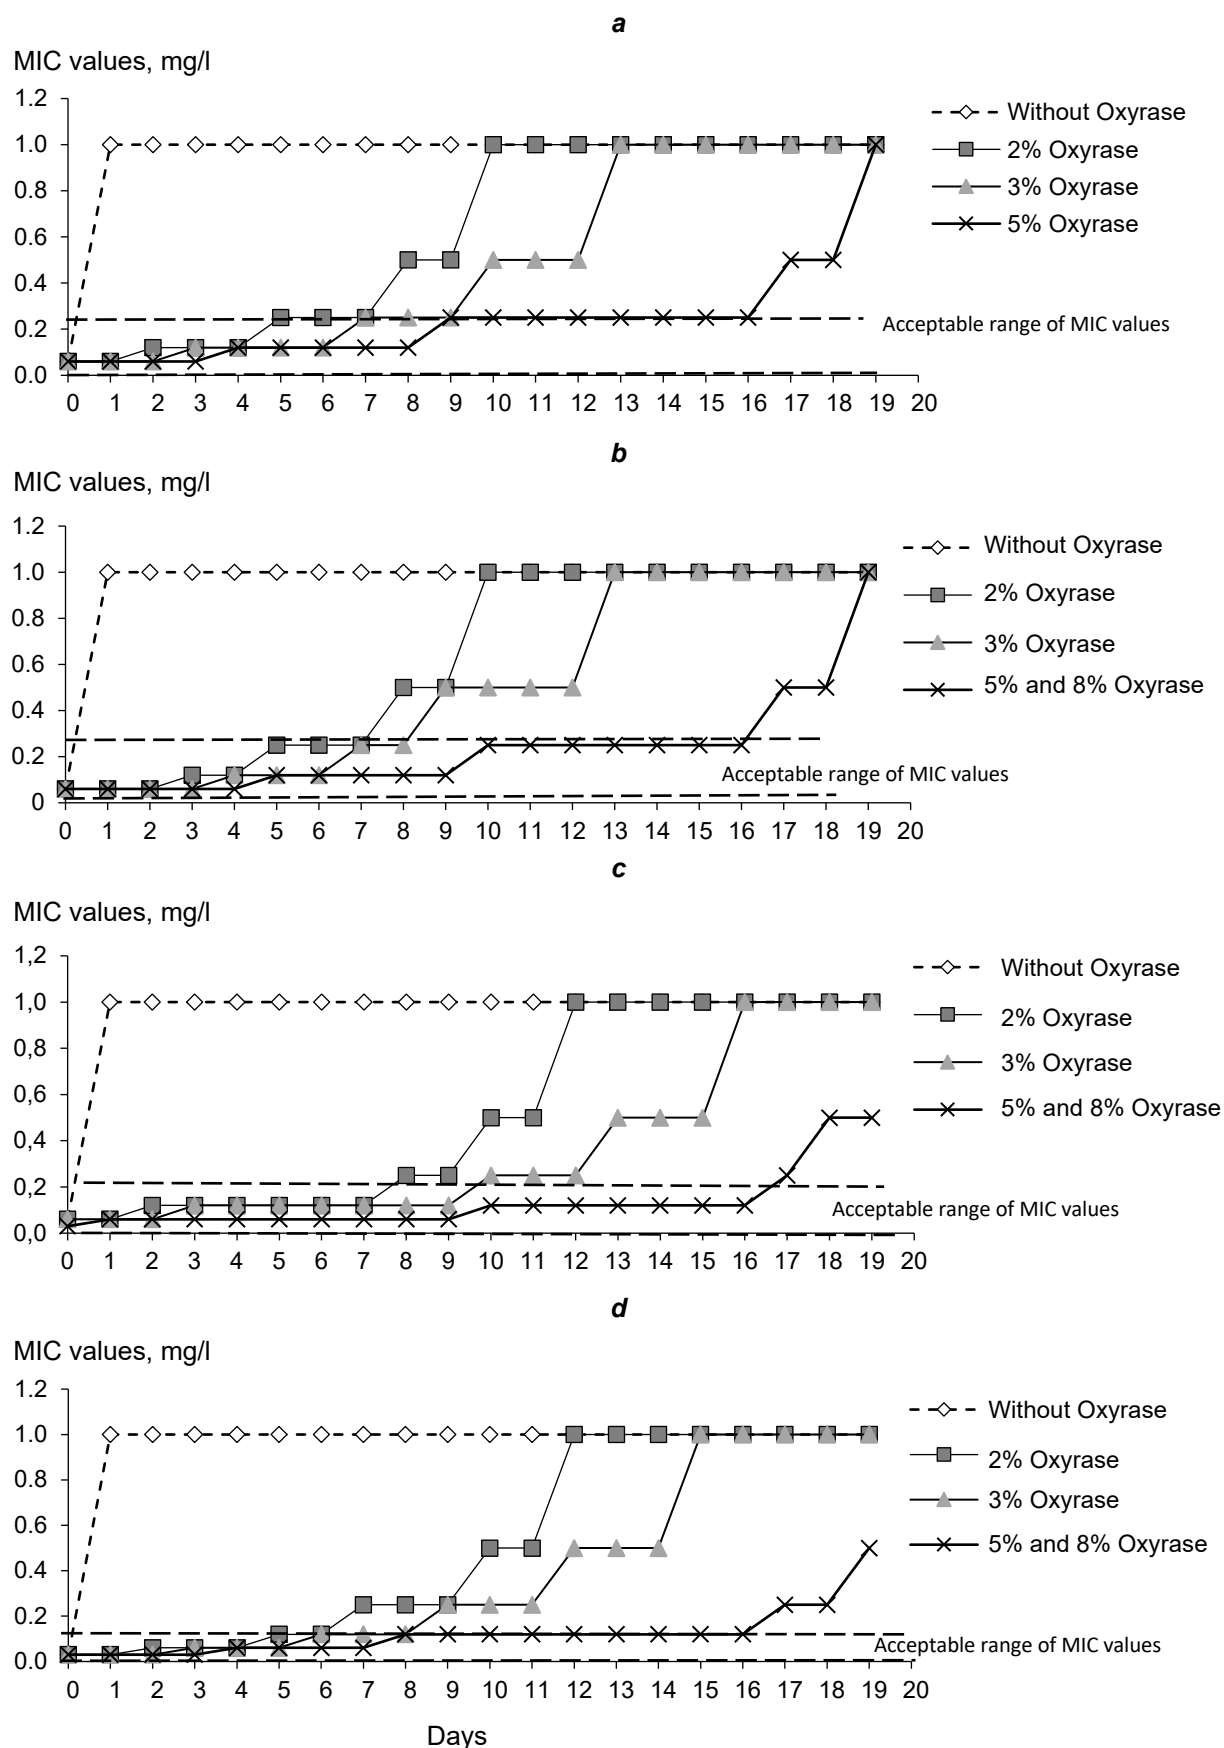 a
MIC values, mg/l
1.2
1.0
0.8
0.6
0.4
0.2
0.0
0 1 2 3 4 5 6 7 8 9 10 11 12 13 14 15 16 17 18 19 20
Without Oxyrase
2% Oxyrase
3% Oxyrase
5% Oxyrase
Acceptable range of MIC values
b
MIC values, mg/l
1.2
1.0
0.8
0.6
0.4
0.2
0
0 1 2 3 4 5 6 7 8 9 10 11 12 13 14 15 16 17 18 19 20
Without Oxyrase
2% Oxyrase
3% Oxyrase
5% and 8% Oxyrase
Acceptable range of MIC values
c
MIC values, mg/l
1,2
1,0
0,8
0,6
0,4
0,2
0,0
0 1 2 3 4 5 6 7 8 9 10 11 12 13 14 15 16 17 18 19 20
Without Oxyrase
2% Oxyrase
3% Oxyrase
5% and 8% Oxyrase
Acceptable range of MIC values
d
MIC values, mg/l
1.2
1.0
0.8
0.6
0.4
0.2
0.0
0 1 2 3 4 5 6 7 8 9 10 11 12 13 14 15 16 17 18 19 20
Without Oxyrase
2% Oxyrase
3% Oxyrase
5% and 8% Oxyrase
Acceptable range of MIC values
Days